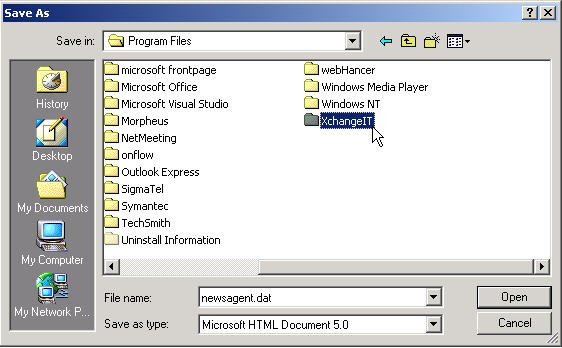 Save As
Save in: Program Files
History
Desktop
My Documents
My Computer
My Network P...
microsoft frontpage
Microsoft Office
Microsoft Visual Studio
Morpheus
NetMeeting
onflow
Outlook Express
SigmaTel
Symantec
TechSmith
Uninstall Information
webHancer
Windows Media Player
Windows NT
XchangeIT
File name: newsagent.dat Open
Save as type: Microsoft HTML Document 5.0 Cancel